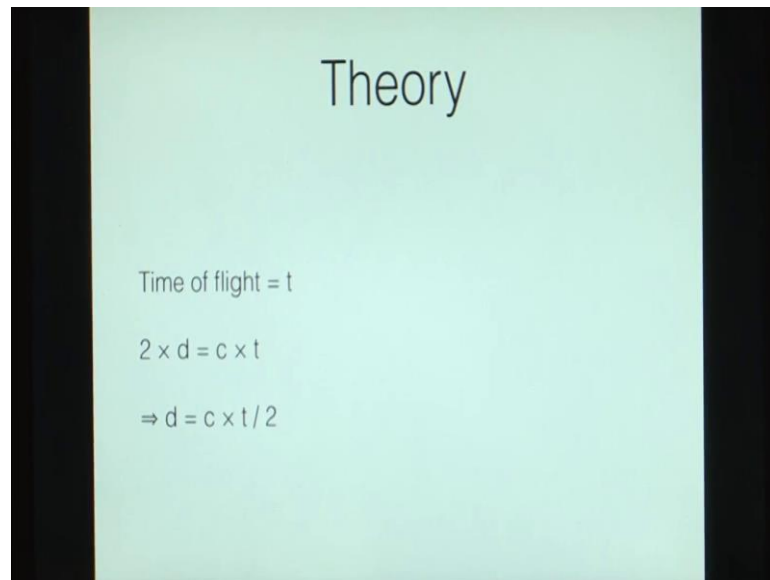 Theory
Time of flight = t
2 x d = c x t
⇒ d = c x t / 2